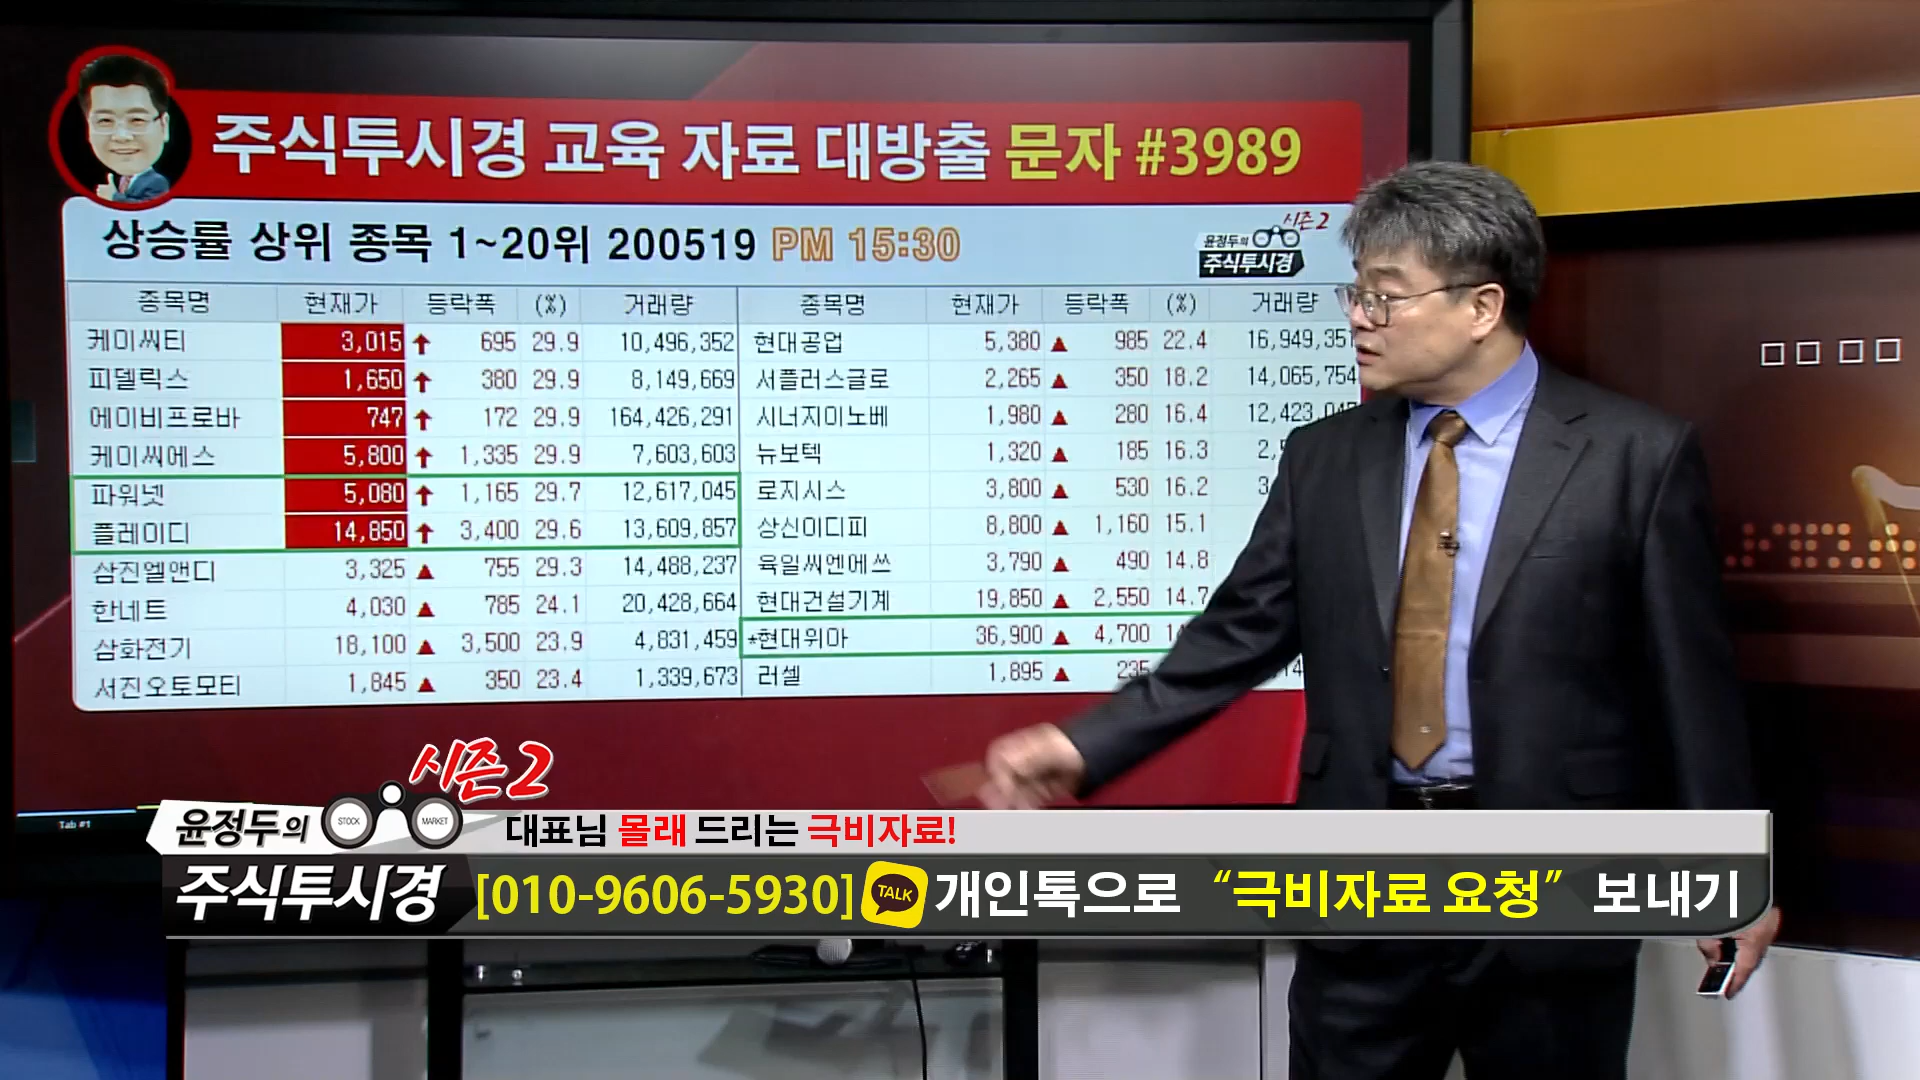 주식투시경 교육 자료 대방출 문자 #3989
상승률 상위 종목 1~20위 200519 PM 15:30
시즌2
윤정두의
주식투시경
종목명 현재가 등락폭 (%) 거래량 종목명 현재가 등락폭 (%) 거래량
케이씨티 3,015 ↑ 695 29.9 10,496,352 현대공업 5,380 ▲ 985 22.4 16,949,351
피델릭스 1,650 ↑ 380 29.9 8,149,669 서플러스글로 2,265 ▲ 350 18.2 14,065,754
에이비프로바 747 ↑ 172 29.9 164,426,291 시너지이노베 1,980 ▲ 280 16.4 12,423,047
케이씨에스 5,800 ↑ 1,335 29.9 7,603,603 뉴보텍 1,320 ▲ 185 16.3
파워넷 5,080 ↑ 1,165 29.7 12,617,045 로지시스 3,800 ▲ 530 16.2
플레이디 14,850 ↑ 3,400 29.6 13,609,857 상신이디피 8,800 ▲ 1,160 15.1
삼진엘앤디 3,325 ▲ 755 29.3 14,488,237 육일씨엔에쓰 3,790 ▲ 490 14.8
한네트 4,030 ▲ 785 24.1 20,428,664 현대건설기계 19,850 ▲ 2,550 14.7
삼화전기 18,100 ▲ 3,500 23.9 4,831,459 *현대위아 36,900 ▲ 4,700
서진오토모티 1,845 ▲ 350 23.4 1,339,673 러셀 1,895 ▲ 235
Tab #1
시즌2
윤정두의 STOCK MARKET
주식투시경
대표님 몰래 드리는 극비자료!
[010-9606-5930] TALK 개인톡으로 “극비자료 요청” 보내기